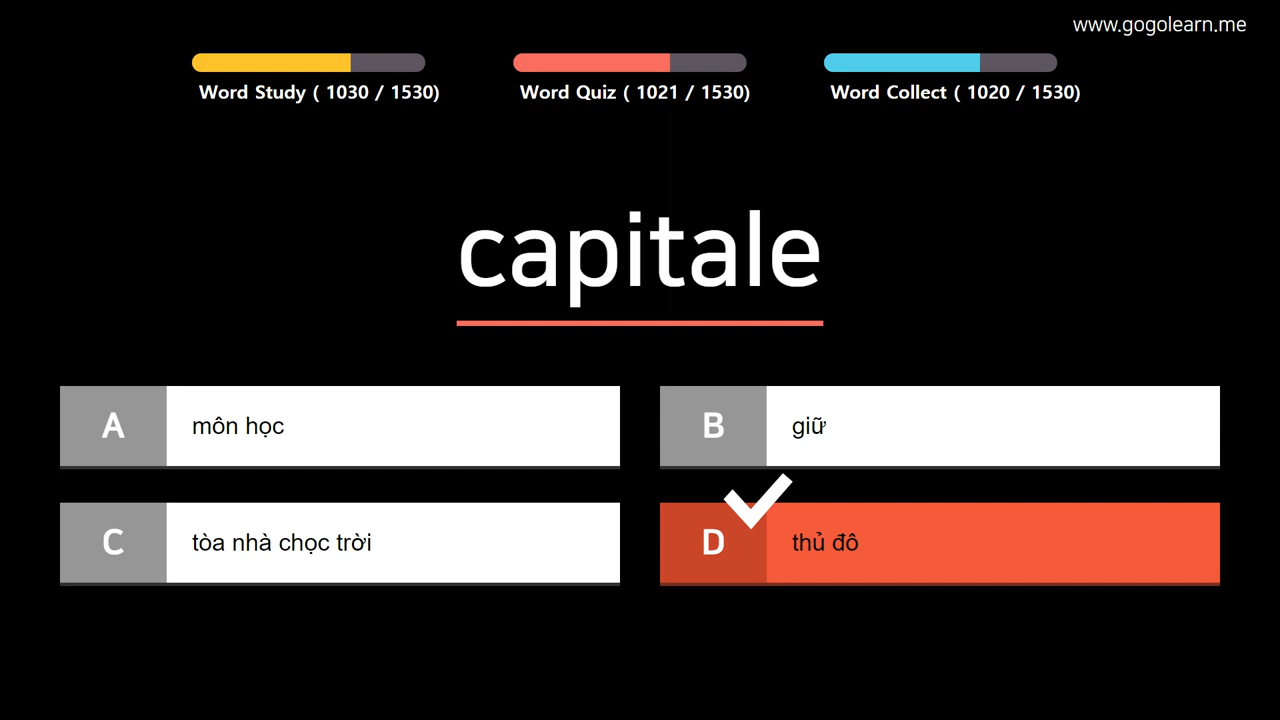 www.gogolearn.me
Word Study ( 1030 / 1530)
Word Quiz ( 1021 / 1530)
Word Collect ( 1020 / 1530)
capitale
A môn học
B giữ
C tòa nhà chọc trời
D thủ đô